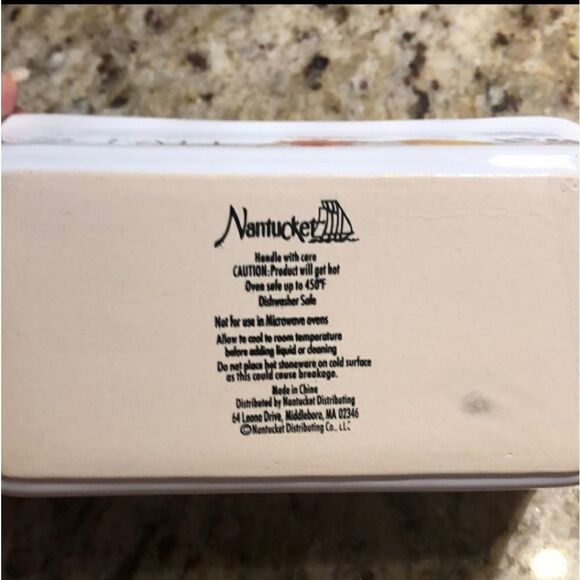 Nantucket
Handle with care
CAUTION: Product will get hot
Oven safe up to 450°F
Dishwasher Safe
Not for use in Microwave ovens
Allow to cool to room temperature
before adding liquid or cleaning
Do not place hot stoneware on cold surface
as this could cause breakage.
Made in China
Distributed by Nantucket Distributing
64 Leona Drive, Middleboro, MA 02346
©Nantucket Distributing Co., LLC